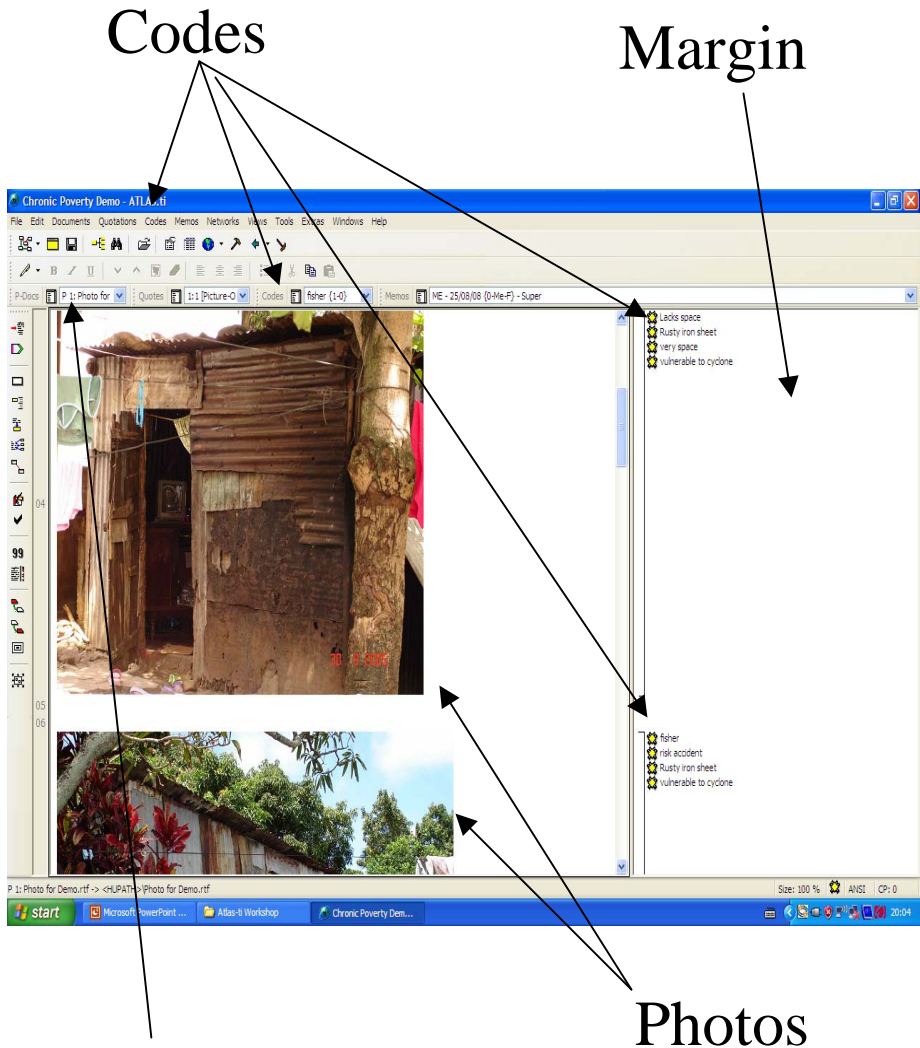 Codes
Margin
Chronic Poverty Demo - ATLAS.ti
File Edit Documents Quotations Codes Memos Networks Views Tools Extras Windows Help
B I U
P-Docs P 1: Photo for Quotes 1:1 [Picture-O Codes fisher {1-0} Memos ME - 25/08/08 {0-Me-F} - Super
Lacks space
Rusty iron sheet
very space
vulnerable to cyclone
04
99
05
06
fisher
risk accident
Rusty iron sheet
vulnerable to cyclone
P 1: Photo for Demo.rtf -> <HUPATH>\Photo for Demo.rtf Size: 100 % ANSI CP: 0
start Microsoft PowerPoint ... Atlas-ti Workshop Chronic Poverty Dem... 20:04
Photos